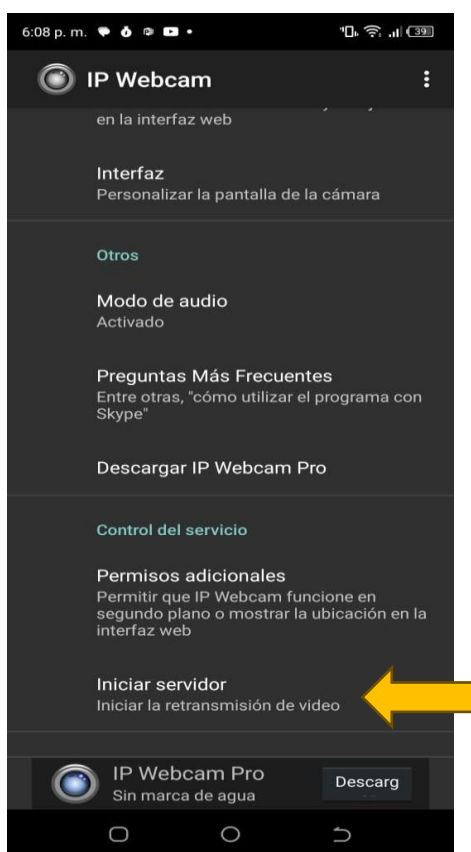 6:08 p. m.
39
IP Webcam
en la interfaz web
Interfaz
Personalizar la pantalla de la cámara
Otros
Modo de audio
Activado
Preguntas Más Frecuentes
Entre otras, "cómo utilizar el programa con
Skype"
Descargar IP Webcam Pro
Control del servicio
Permisos adicionales
Permitir que IP Webcam funcione en
segundo plano o mostrar la ubicación en la
interfaz web
Iniciar servidor
Iniciar la retransmisión de video
IP Webcam Pro
Sin marca de agua
Descarg